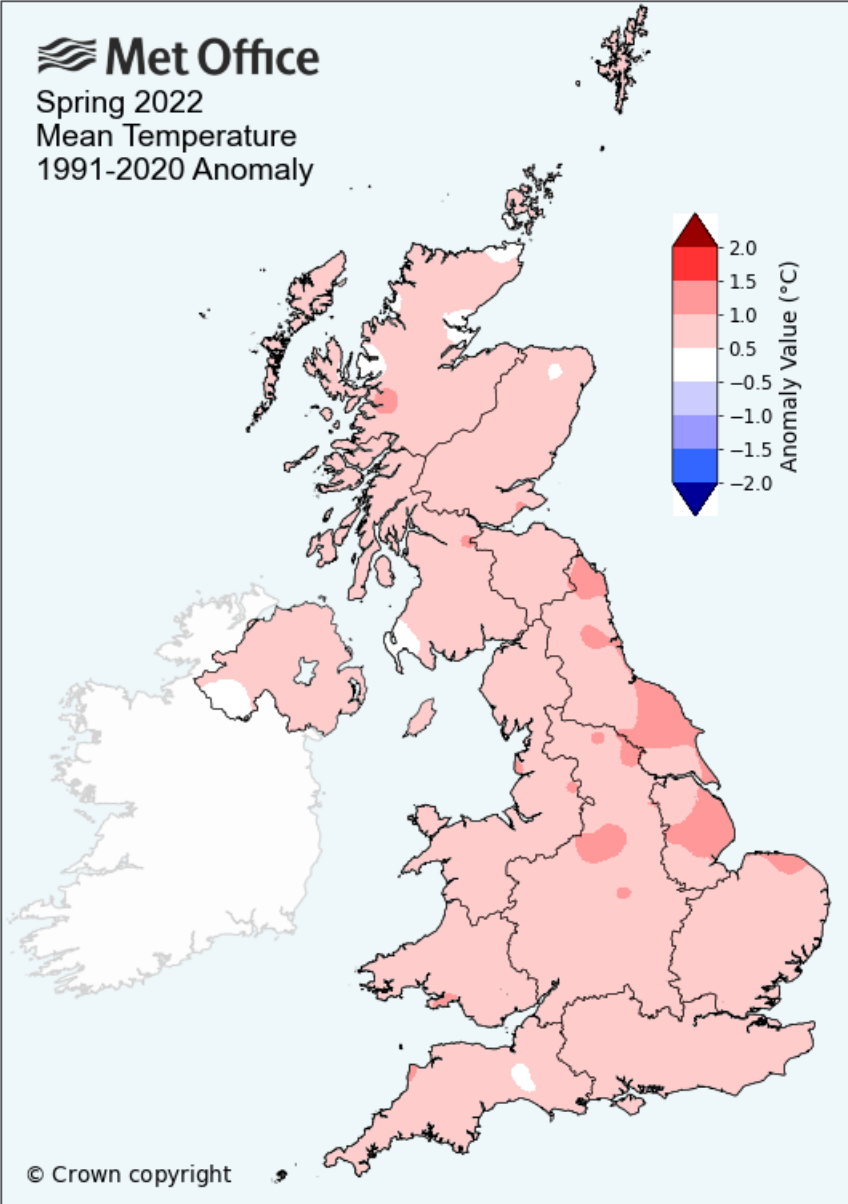 Met Office
Spring 2022
Mean Temperature
1991-2020 Anomaly
2.0
1.5
1.0
0.5
−0.5
−1.0
−1.5
−2.0
Anomaly Value (°C)
© Crown copyright